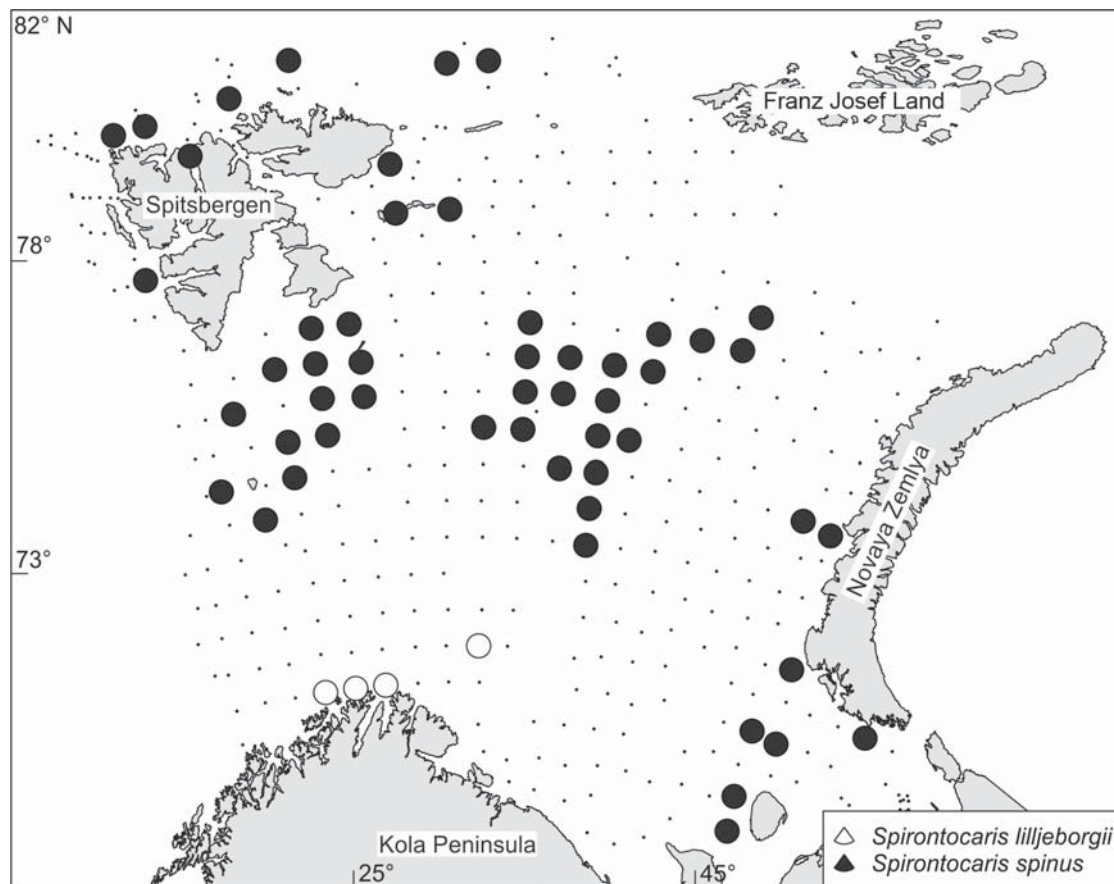 82° N
Franz Josef Land
Spitsbergen
78°
Novaya Zemlya
73°
Kola Peninsula
25°
45°
Spirontocaris lilljeborgii
Spirontocaris spinus